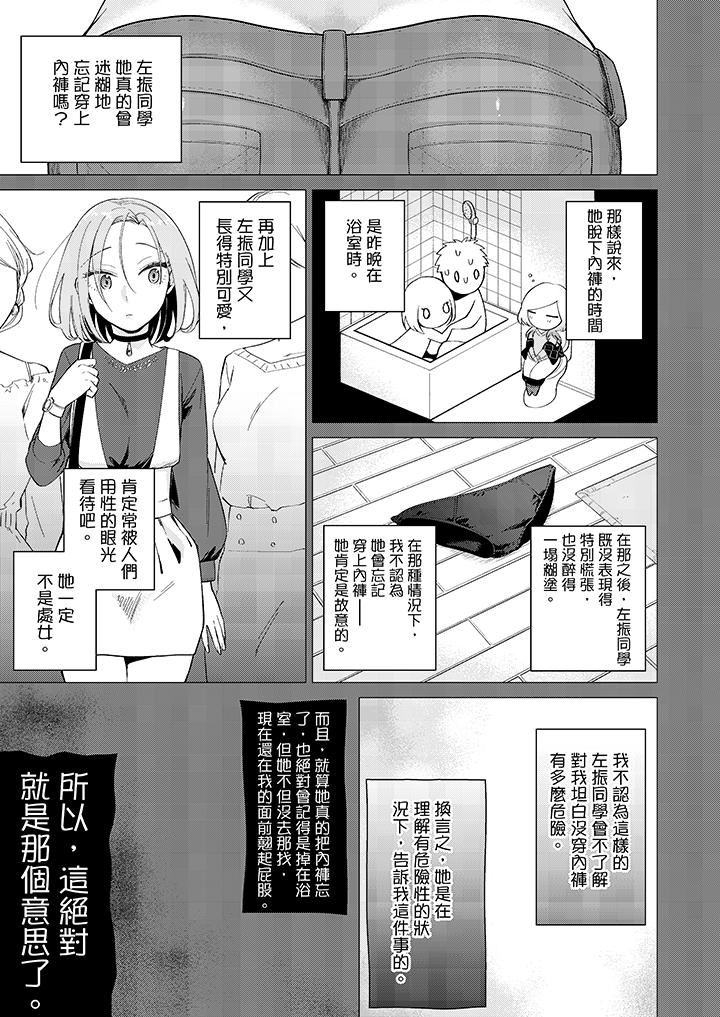 左振同學
她真的會
迷糊地
忘記穿上
內褲嗎？
那樣說來，
她脫下內褲的時間
是昨晚在
浴室時。
再加上
左振同學又
長得特別可愛，
肯定常被人們
用性的眼光
看待吧。
她一定
不是處女。
在那之後，左振同學
既沒表現得
特別慌張，
也沒醉得
一塌糊塗。
在那種情況下，
我不認為
她會忘記
穿上內褲——
她肯定是故意的。
我不認為這樣的
左振同學會不了解
對我坦白沒穿內褲
有多麼危險。
換言之，她是在
理解有危險性的狀
況下，告訴我這件事的。
而且，就算她真的把內褲忘
了，也絕對會記得是掉在浴
室，但她不但沒去那找，
現在還在我的面前翹起屁股。
所以，這絕對
就是那個意思了。